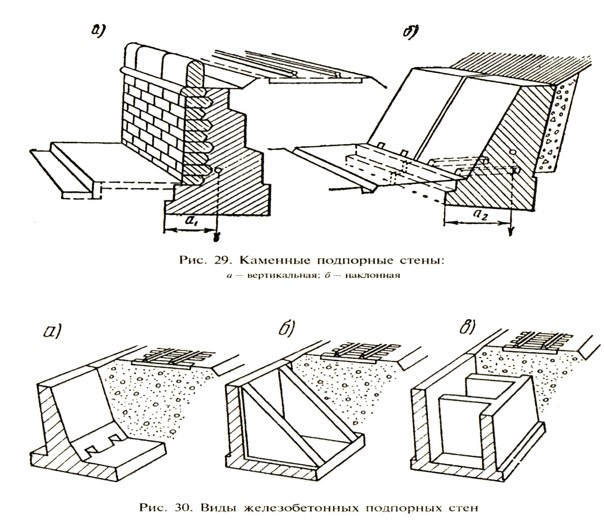 а) б)
a₁ a₂
Рис. 29. Каменные подпорные стены:
а — вертикальная; б — наклонная
а) б) в)
Рис. 30. Виды железобетонных подпорных стен